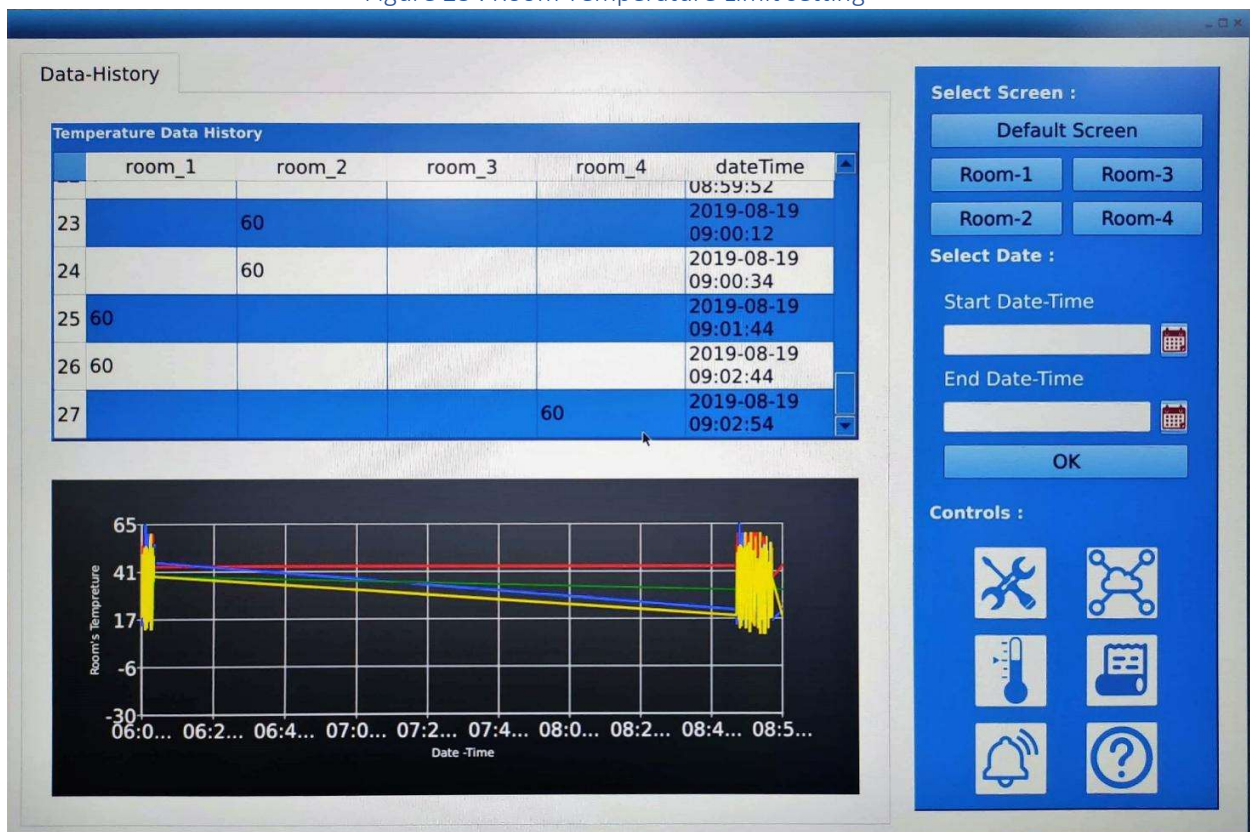 Room Temperature Limit Setting
Data-History
Temperature Data History
room_1 room_2 room_3 room_4 dateTime
08:59:52
23 60 2019-08-19
09:00:12
24 60 2019-08-19
09:00:34
25 60 2019-08-19
09:01:44
26 60 2019-08-19
09:02:44
27 60 2019-08-19
09:02:54
65
41
17
-6
-30
Room's Tempreture
06:0... 06:2... 06:4... 07:0... 07:2... 07:4... 08:0... 08:2... 08:4... 08:5...
Date -Time
Select Screen :
Default Screen
Room-1 Room-3
Room-2 Room-4
Select Date :
Start Date-Time
End Date-Time
OK
Controls :
?